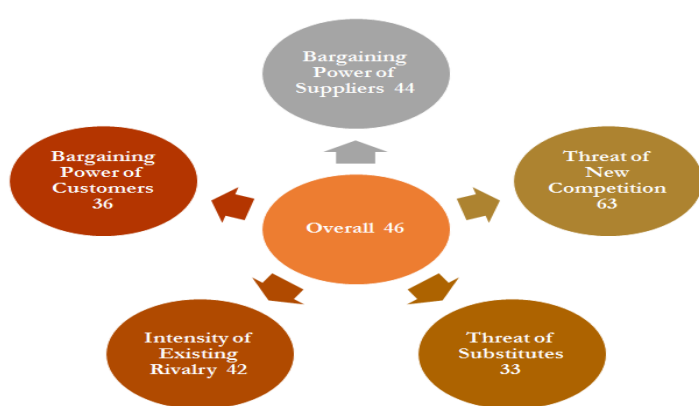 Bargaining
Power of
Suppliers 44
Bargaining
Power of
Customers
36
Threat of
New
Competition
63
Overall 46
Intensity of
Existing
Rivalry 42
Threat of
Substitutes
33